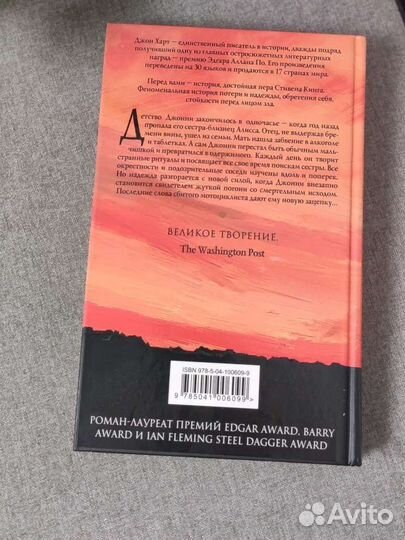 Джон Харт – единственный писатель в истории, дважды подряд
получивший одну из главных остросюжетных литературных
наград – премию Эдгара Аллана По. Его произведения
переведены на 30 языков и продаются в 17 странах мира.
Перед вами – история, достойная пера Стивена Кинга.
Феноменальная история потери и надежды, обретения себя,
стойкости перед лицом зла.
Детство Джонни закончилось в одночасье – когда год назад
пропала его сестра-близнец Алисса. Отец, не выдержав бре-
мени вины, ушел из семьи. Мать нашла забвение в алкоголе
и таблетках. А сам Джонни перестал быть обычным маль-
чишкой и превратился в одержимого. Каждый день он творит
странные ритуалы и посвящает все свое время поискам сестры. Все
окрестности и подозрительные соседи изучены вдоль и поперек.
Но надежда разгорается с новой силой, когда Джонни внезапно
становится свидетелем жуткой погони со смертельным исходом.
Последние слова сбитого мотоциклиста дают ему новую зацепку...
ВЕЛИКОЕ ТВОРЕНИЕ.
The Washington Post
ISBN 978-5-04-100609-9
9 785041 006099 >
РОМАН-ЛАУРЕАТ ПРЕМИЙ EDGAR AWARD, BARRY
AWARD И IAN FLEMING STEEL DAGGER AWARD
Avito